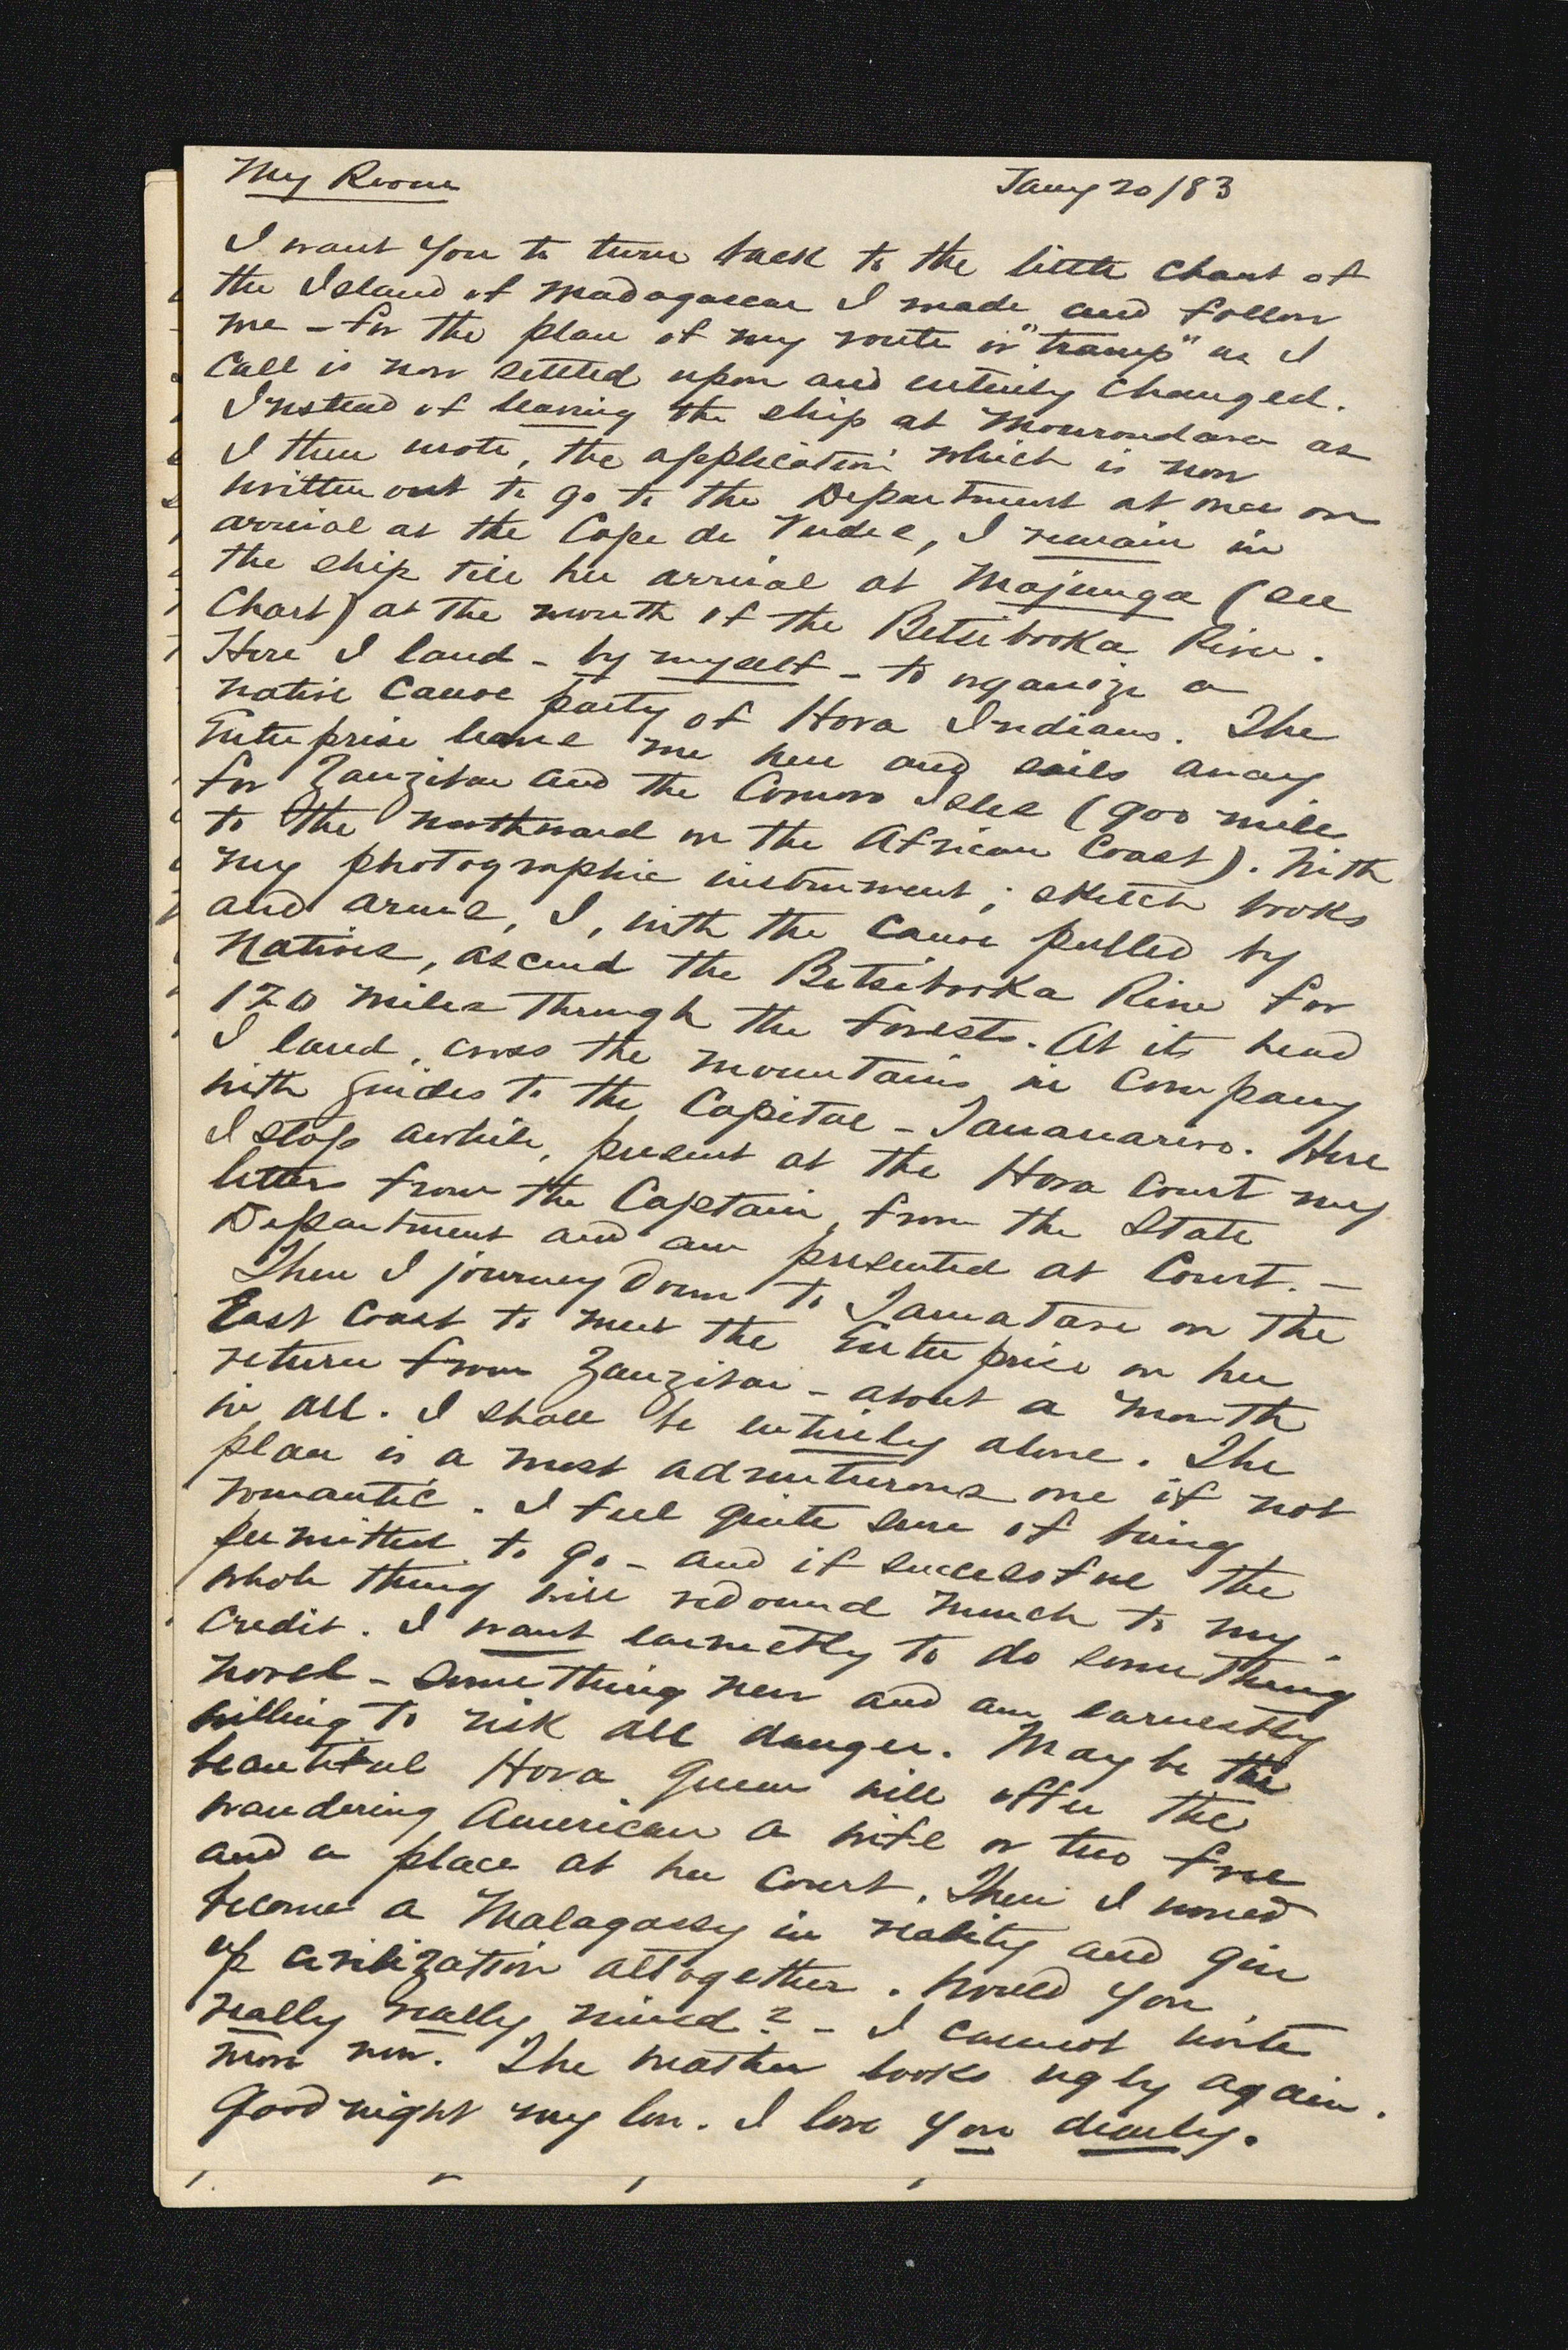 My Room
Jany 20/83
I want you to turn back to the little chart of
the Island of Madagascar I made and follow
me - for the plan of my route or "tramp" as I
call is now settled upon and entirely changed.
Instead of leaving the ship at Mourondava as
I then wrote, the application which is now
written out to go to the Department at once on
arrival at the Cape de Verdes, I remain in
the ship till her arrival at Majunga (see
Chart) at the mouth of the Betsibooka River.
Here I land - by myself - to organize a
native canoe party of Hova Indians. The
Enterprise leaves me here and sails away
for Zanzibar and the Comoro Isles (900 miles
to the northward on the African Coast). With
my photographic instrument; sketch books
and arms, I, with the canoe pulled by
natives, ascend the Betsibooka River for
120 miles through the forests. At its head
I land, cross the mountains in company
with guides to the Capital - Tananarivo. Here
I stop awhile, present at the Hova Court my
letters from the Captain, from the State
Department and am presented at Court. -
Then I journey down to Tamatave on the
East Coast to meet the Enterprise on her
return from Zanzibar - about a month
in all. I shall be entirely alone. The
plan is a most adventurous one if not
romantic. I feel quite sure of being
permitted to go - and if successful the
whole thing will redound much to my
credit. I want earnestly to do something
novel - something new and am earnestly
willing to risk all danger. May be the
beautiful Hova Queen will offer the
wandering American a wife or two free
and a place at her court. Then I would
become a Malagassy in reality and give
up civilization altogether. Would you
really really mind? - I cannot write
more now. The weather looks ugly again.
Good night my love. I love you dearly.